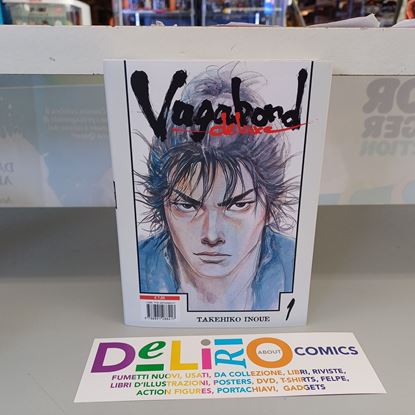 Vagabond
deluxe
TAKEHIKO INOUE
1
DeLiRiO
ABOUT
COMICS
FUMETTI NUOVI, USATI, DA COLLEZIONE, LIBRI, RIVISTE,
LIBRI D'ILLUSTRAZIONI, POSTERS, DVD, T-SHIRTS, FELPE,
ACTION FIGURES, PORTACHIAVI, GADGETS